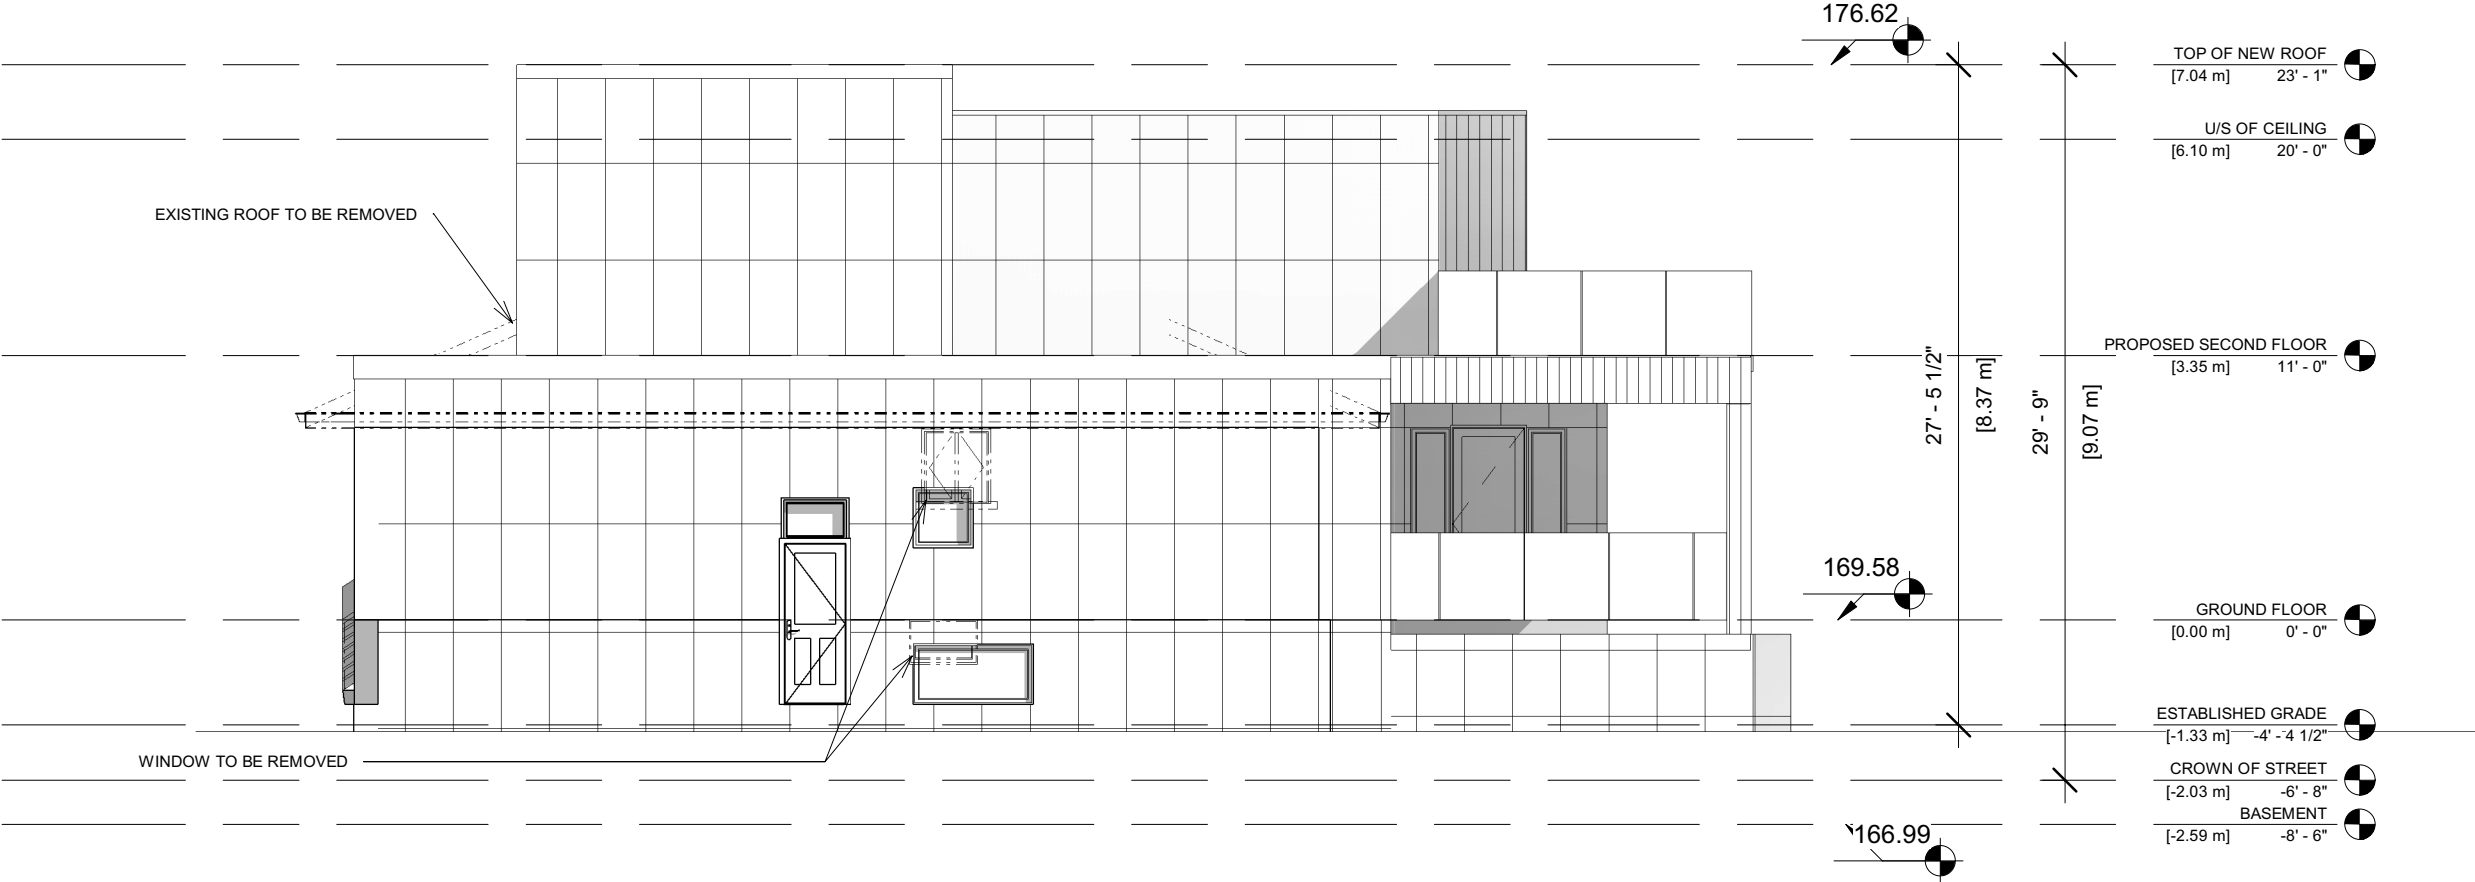 176.62
TOP OF NEW ROOF
[7.04 m] 23' - 1"
U/S OF CEILING
[6.10 m] 20' - 0"
EXISTING ROOF TO BE REMOVED
PROPOSED SECOND FLOOR
[3.35 m] 11' - 0"
27' - 5 1/2"
[8.37 m]
29' - 9"
[9.07 m]
169.58
GROUND FLOOR
[0.00 m] 0' - 0"
ESTABLISHED GRADE
[-1.33 m] -4' - 4 1/2"
WINDOW TO BE REMOVED
CROWN OF STREET
[-2.03 m] -6' - 8"
BASEMENT
[-2.59 m] -8' - 6"
166.99